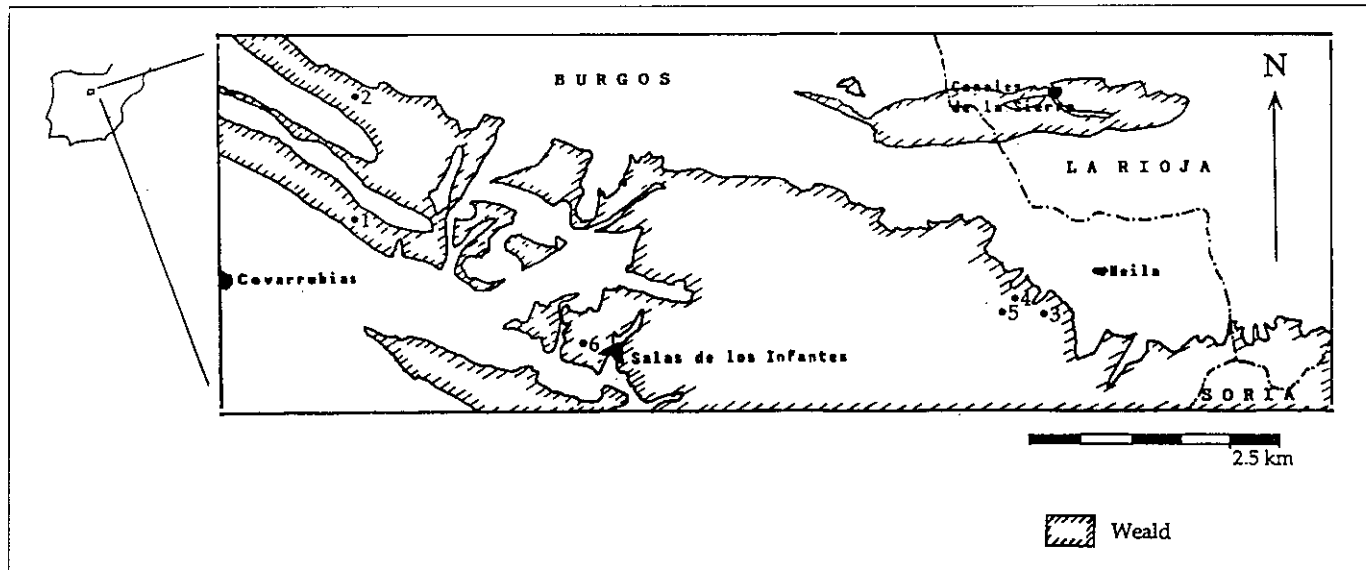 BURGOS
N
Canales
de la Sierra
2
LA RIOJA
1
Covarrubias
Neila
4
5
3
6
Salas de los Infantes
SORIA
2.5 km
Weald